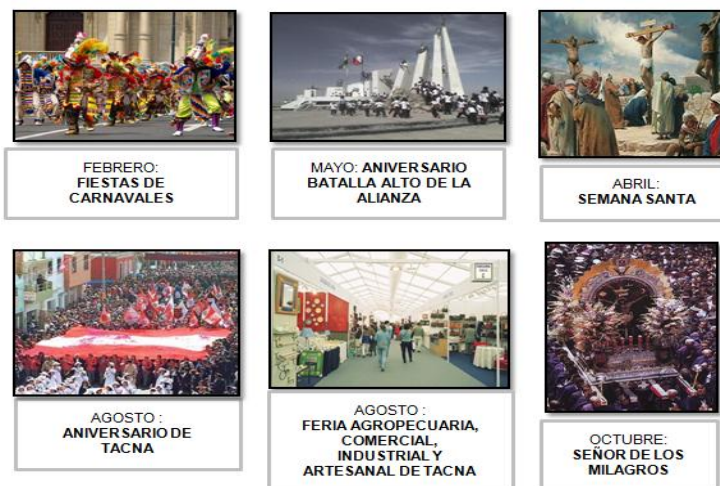 FEBRERO:
FIESTAS DE
CARNAVALES
MAYO: ANIVERSARIO
BATALLA ALTO DE LA
ALIANZA
ABRIL:
SEMANA SANTA
AGOSTO :
ANIVERSARIO DE
TACNA
AGOSTO :
FERIA AGROPECUARIA,
COMERCIAL,
INDUSTRIAL Y
ARTESANAL DE TACNA
OCTUBRE:
SEÑOR DE LOS
MILAGROS